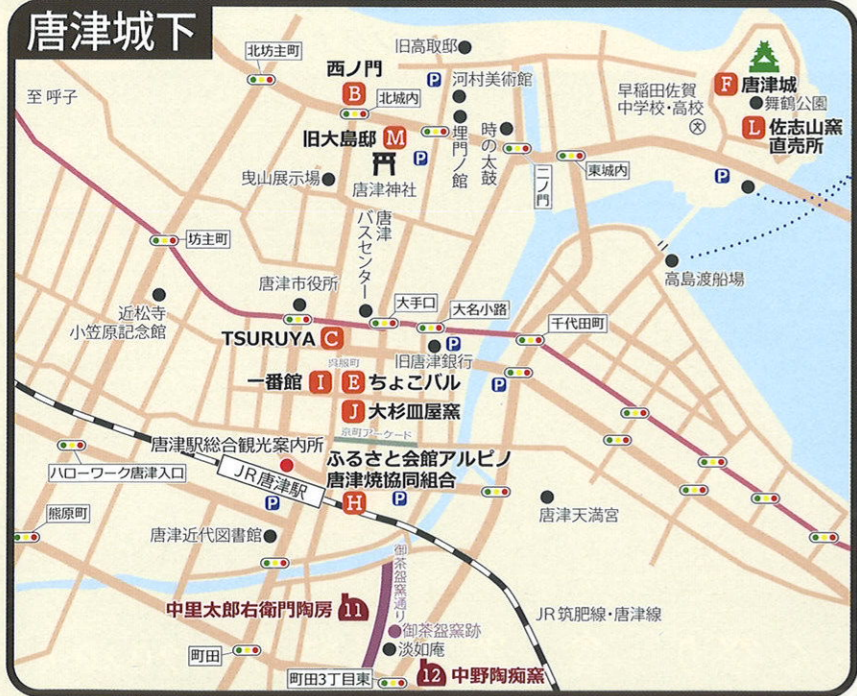 唐津城下
北坊主町
旧高取邸
P
西ノ門
B
河村美術館
至 呼子
北城内
早稲田佐賀
中学校・高校
文
F 唐津城
舞鶴公園
L 佐志山窯
直売所
旧大島邸 M
P
埋門ノ館
時の太鼓
二ノ門
東城内
P
曳山展示場
唐津神社
坊主町
唐津
バスセンター
高島渡船場
近松寺
小笠原記念館
唐津市役所
大手口
大名小路
千代田町
TSURUYA C
旧唐津銀行
P
呉服町
一番館 I
E ちょこバル
P
J 大杉皿屋窯
京町アーケード
唐津駅総合観光案内所
ふるさと会館アルピノ
唐津焼協同組合
H
P
ハローワーク唐津入口
JR唐津駅
P
熊原町
唐津近代図書館
唐津天満宮
御茶盌窯通り
中里太郎右衛門陶房 11
御茶盌窯跡
JR筑肥線・唐津線
淡如庵
町田
町田3丁目東
12 中野陶痴窯